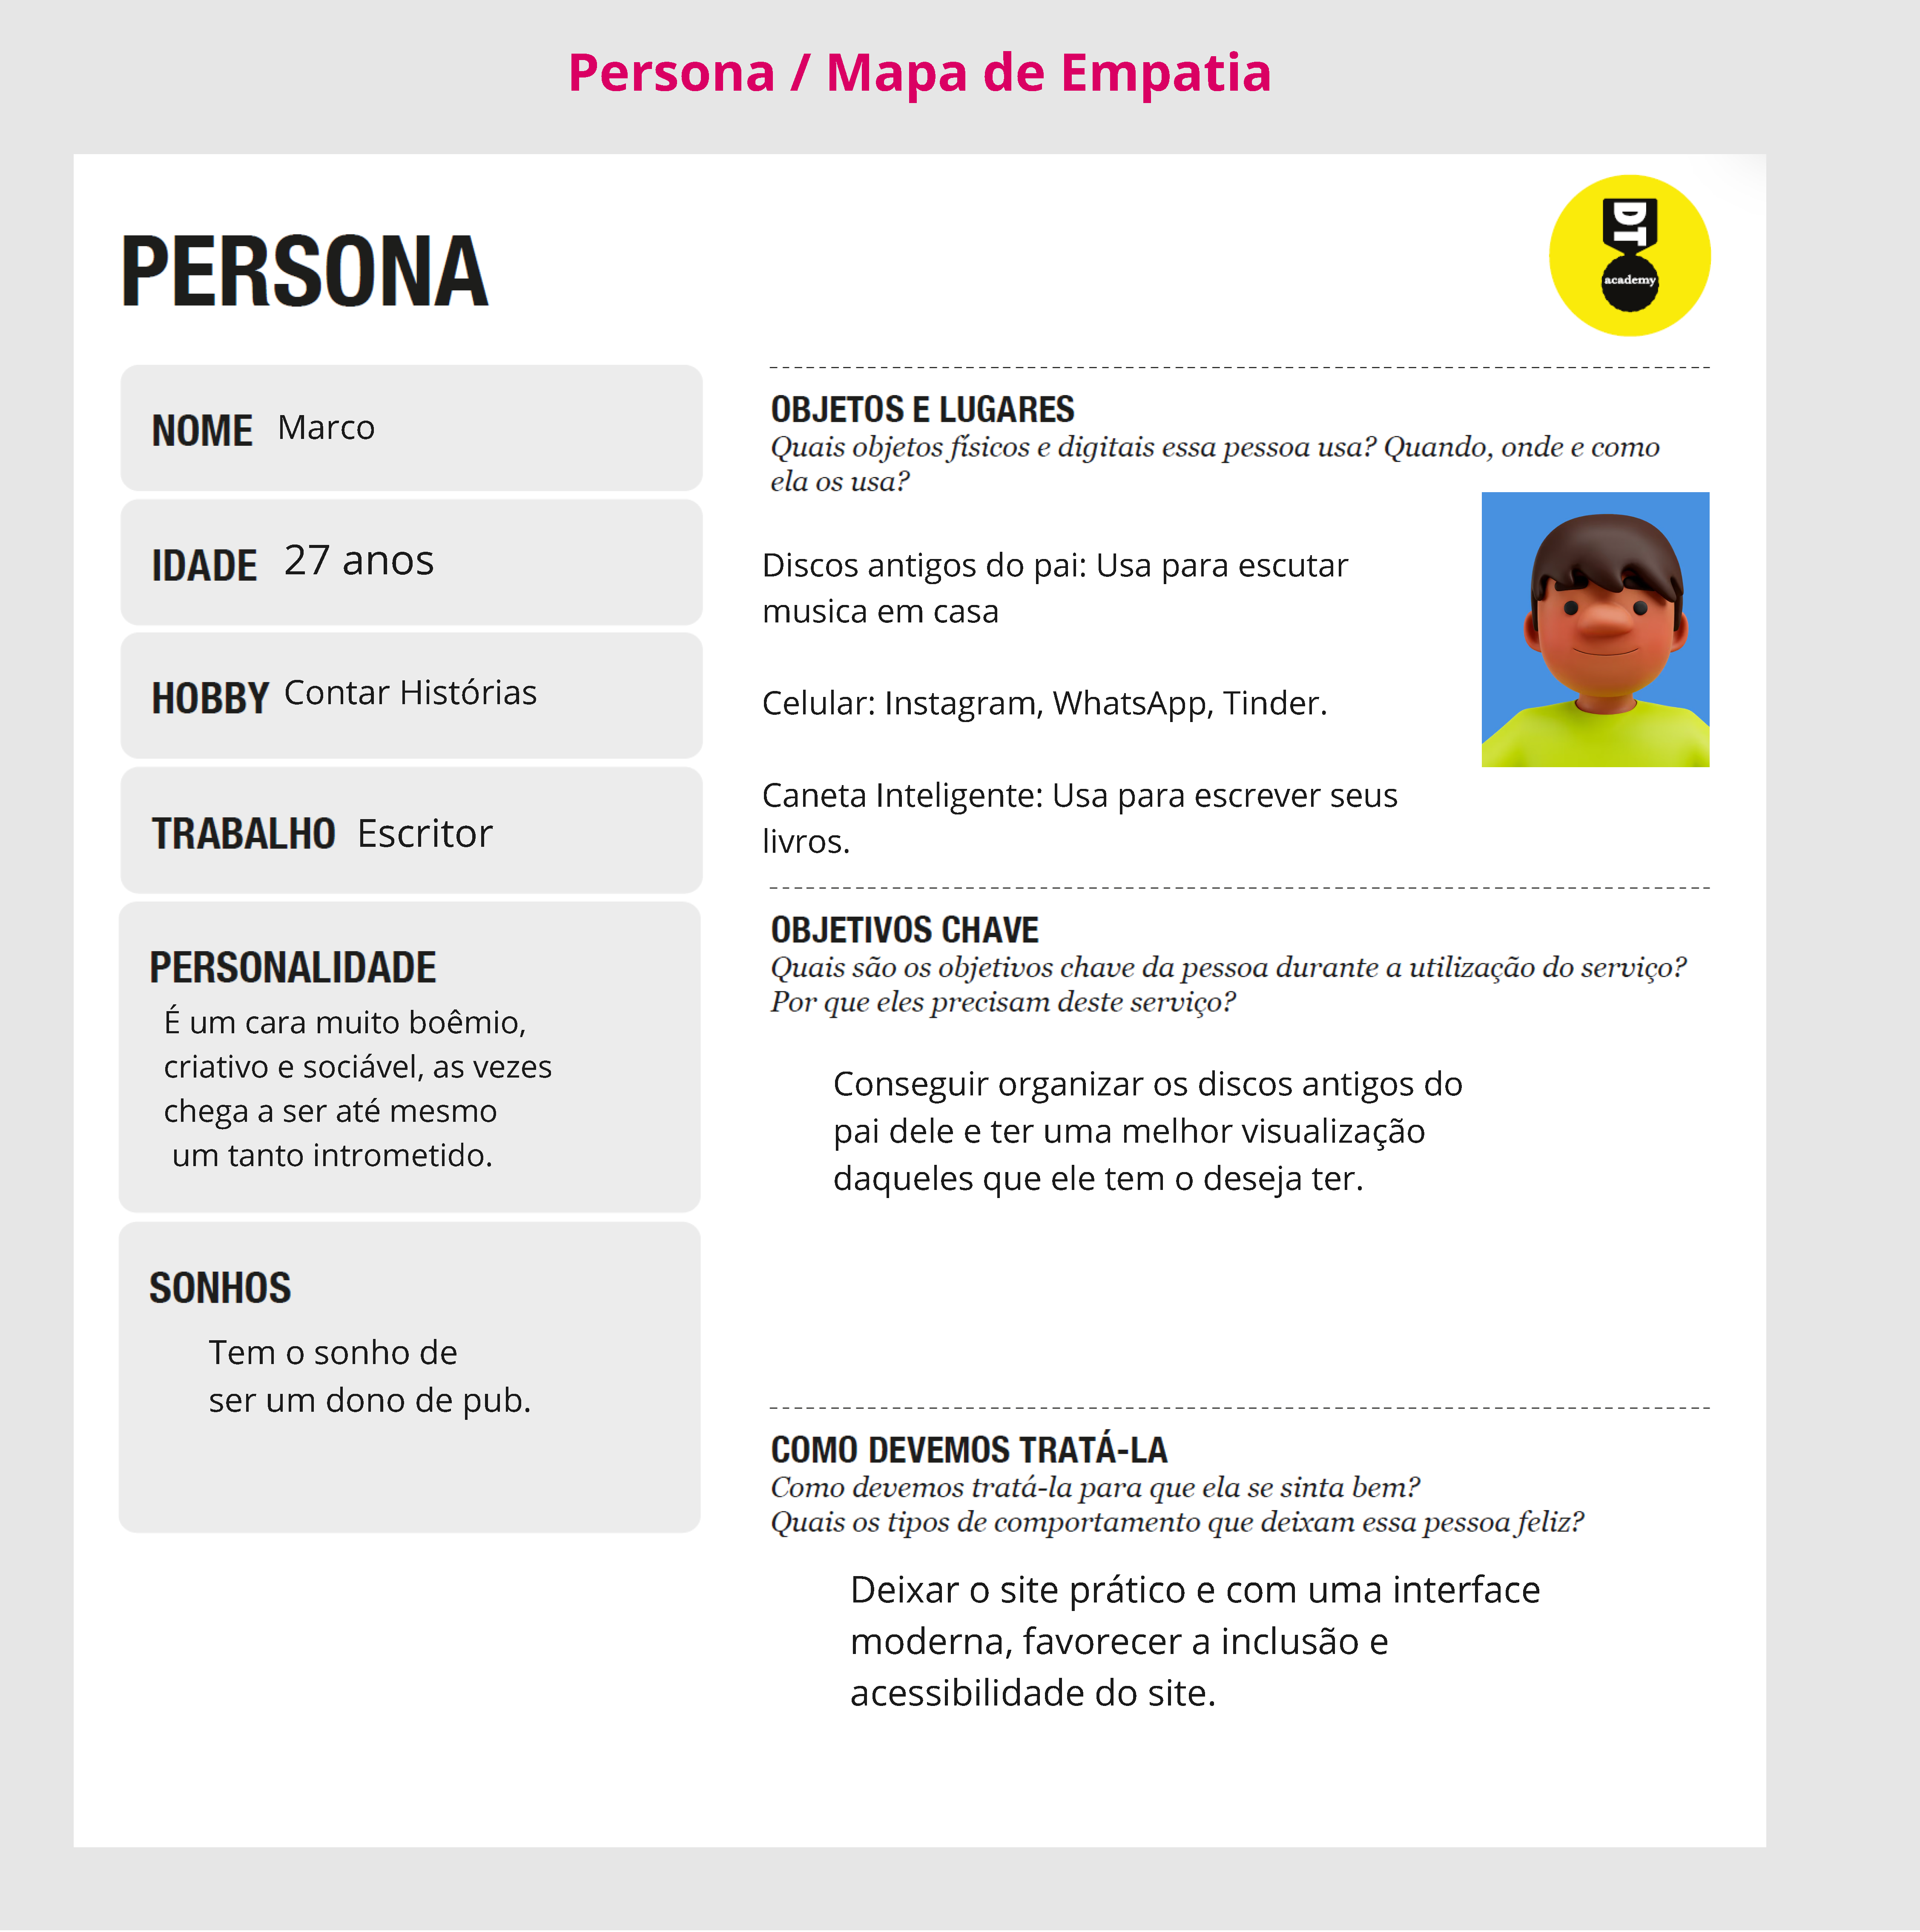 Persona / Mapa de Empatia
PERSONA
DT
academy
NOME Marco
IDADE 27 anos
HOBBY Contar Histórias
TRABALHO Escritor
PERSONALIDADE
É um cara muito boêmio,
criativo e sociável, as vezes
chega a ser até mesmo
um tanto intrometido.
SONHOS
Tem o sonho de
ser um dono de pub.
OBJETOS E LUGARES
Quais objetos físicos e digitais essa pessoa usa? Quando, onde e como
ela os usa?
Discos antigos do pai: Usa para escutar
musica em casa
Celular: Instagram, WhatsApp, Tinder.
Caneta Inteligente: Usa para escrever seus
livros.
OBJETIVOS CHAVE
Quais são os objetivos chave da pessoa durante a utilização do serviço?
Por que eles precisam deste serviço?
Conseguir organizar os discos antigos do
pai dele e ter uma melhor visualização
daqueles que ele tem o deseja ter.
COMO DEVEMOS TRATÁ-LA
Como devemos tratá-la para que ela se sinta bem?
Quais os tipos de comportamento que deixam essa pessoa feliz?
Deixar o site prático e com uma interface
moderna, favorecer a inclusão e
acessibilidade do site.